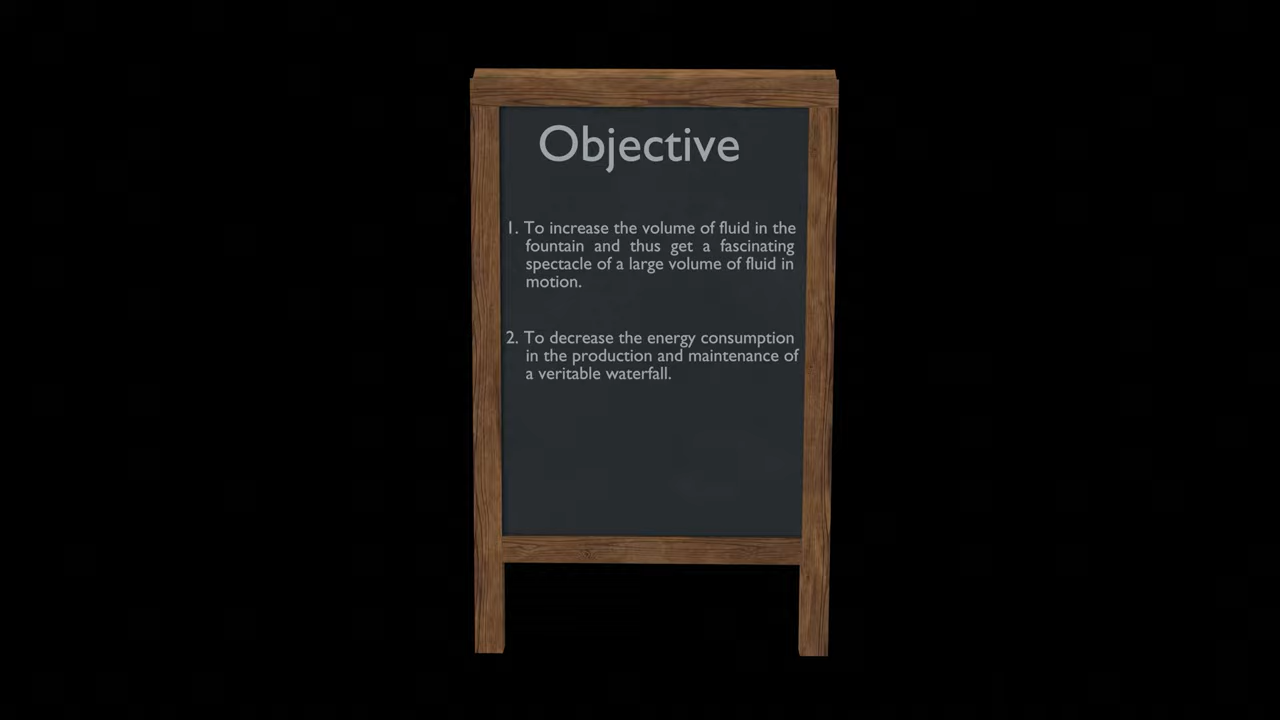 Objective
1. To increase the volume of fluid in the
fountain and thus get a fascinating
spectacle of a large volume of fluid in
motion.
2. To decrease the energy consumption
in the production and maintenance of
a veritable waterfall.